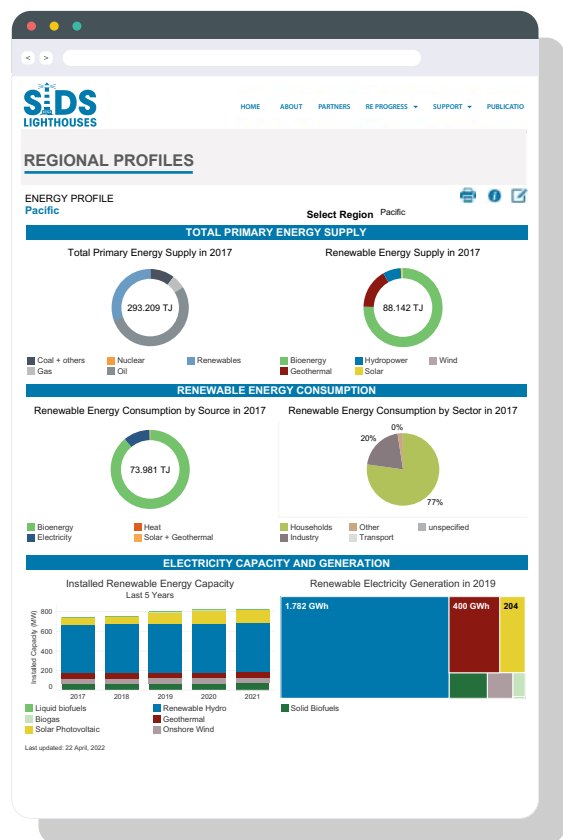 < >
SIDS
LIGHTHOUSES
HOME ABOUT PARTNERS RE PROGRESS SUPPORT PUBLICATIO
REGIONAL PROFILES
ENERGY PROFILE
Pacific
Select Region Pacific
TOTAL PRIMARY ENERGY SUPPLY
Total Primary Energy Supply in 2017
293.209 TJ
Coal + others Nuclear Renewables
Gas Oil
Renewable Energy Supply in 2017
88.142 TJ
Bioenergy Hydropower Wind
Geothermal Solar
RENEWABLE ENERGY CONSUMPTION
Renewable Energy Consumption by Source in 2017
73.981 TJ
Bioenergy Heat
Electricity Solar + Geothermal
Renewable Energy Consumption by Sector in 2017
0%
20%
77%
Households Other unspecified
Industry Transport
ELECTRICITY CAPACITY AND GENERATION
Installed Renewable Energy Capacity
Last 5 Years
Installed Capacity (MW)
800
600
400
200
0
2017 2018 2019 2020 2021
Liquid biofuels Renewable Hydro
Biogas Geothermal
Solar Photovoltaic Onshore Wind
Renewable Electricity Generation in 2019
1.782 GWh 400 GWh 204
Solid Biofuels
Last updated: 22 April, 2022